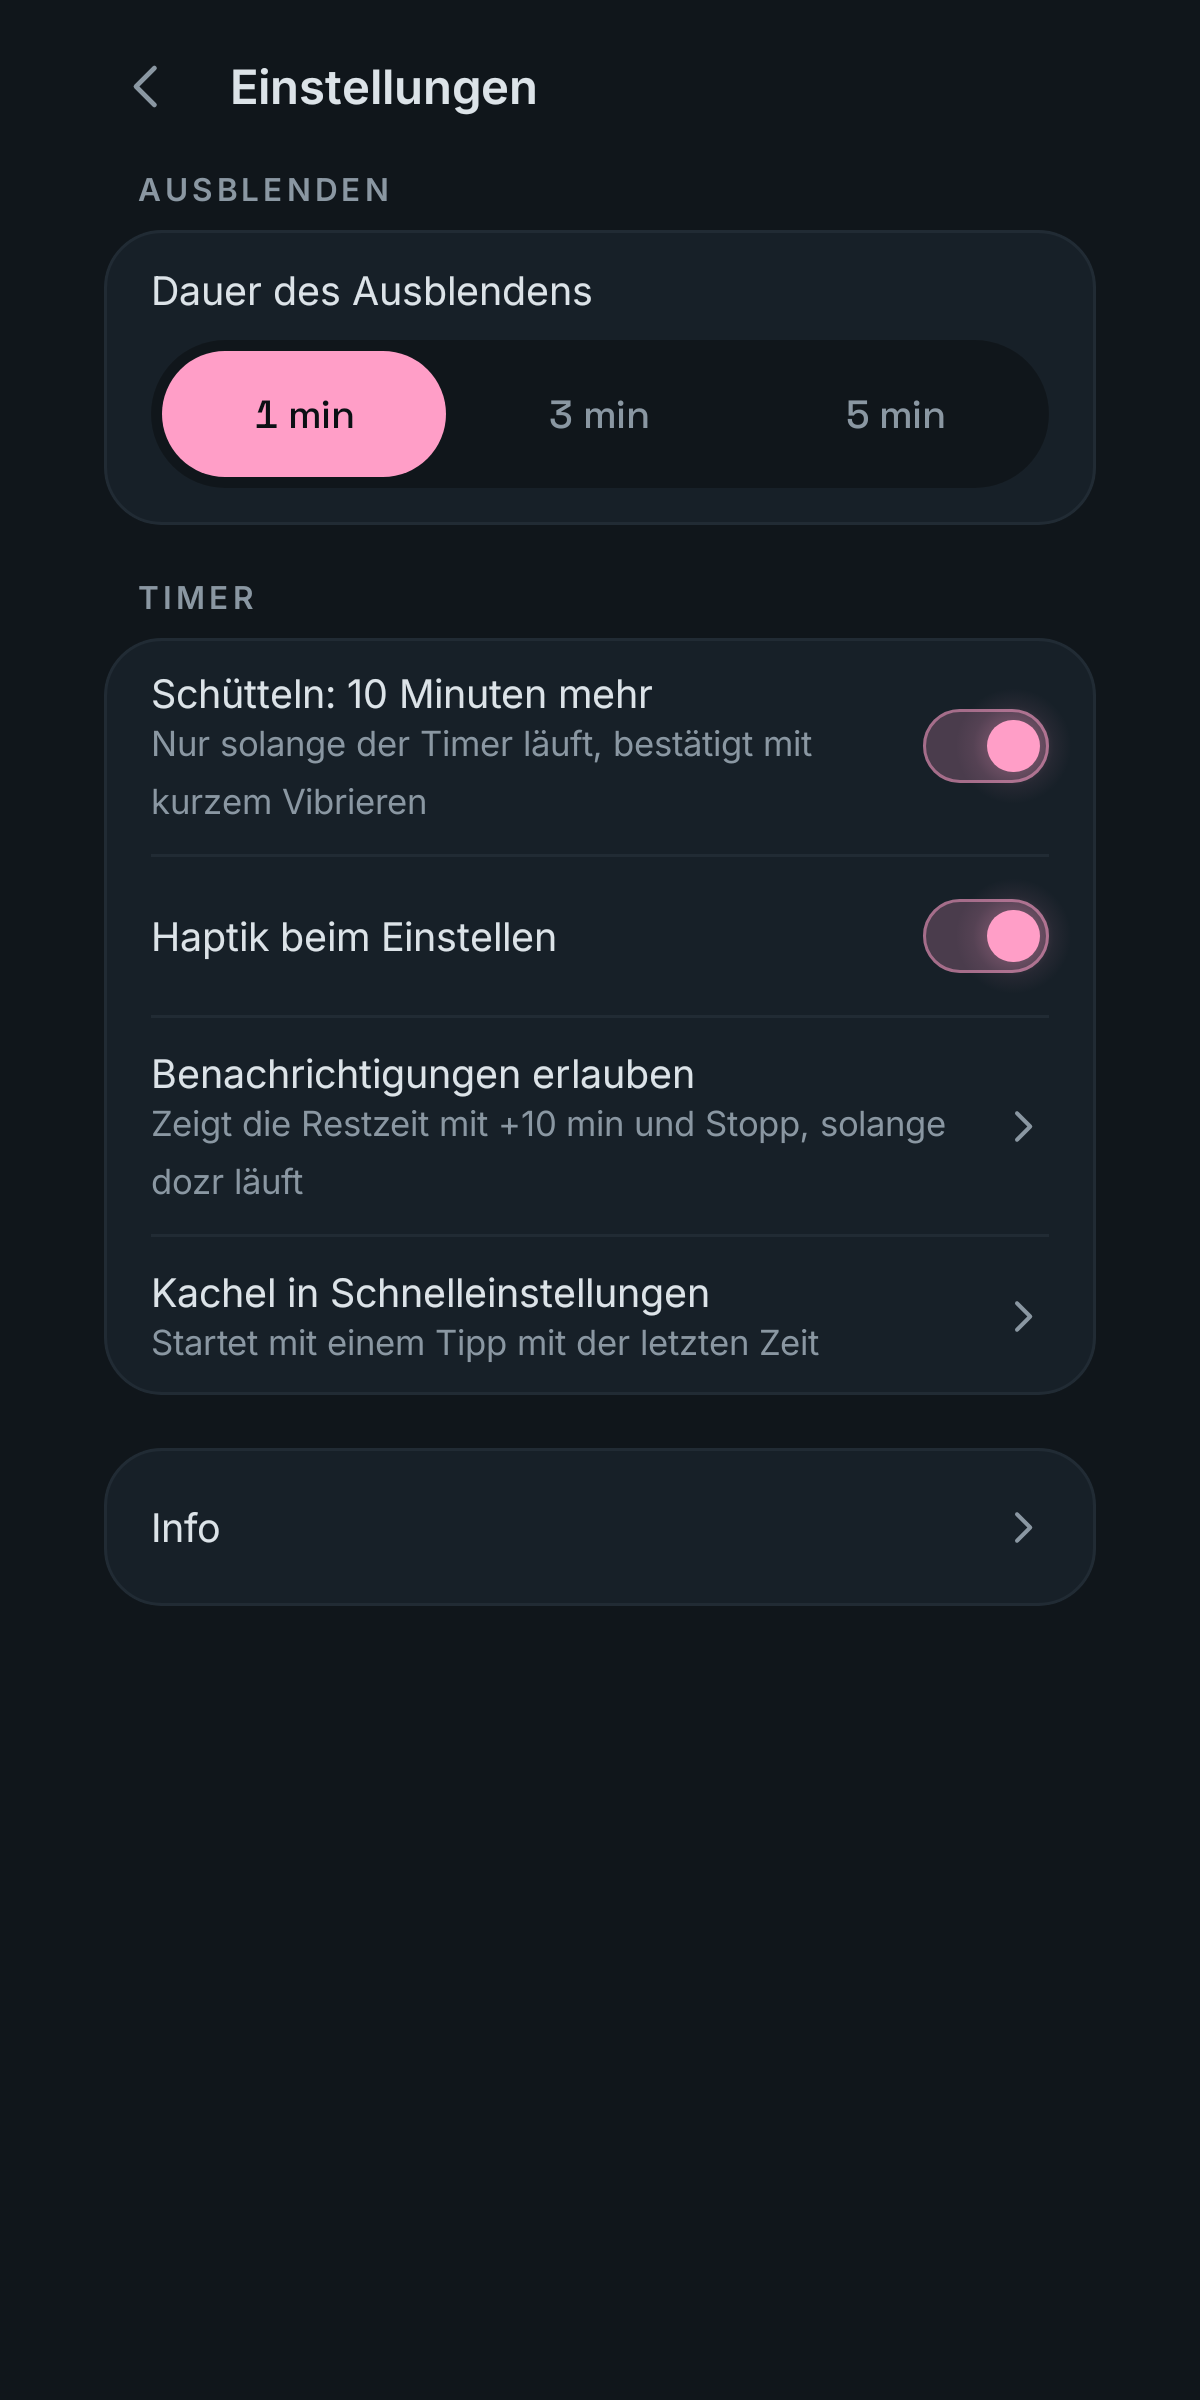 Einstellungen
AUSBLENDEN
Dauer des Ausblendens
1 min
3 min
5 min
TIMER
Schütteln: 10 Minuten mehr
Nur solange der Timer läuft, bestätigt mit
kurzem Vibrieren
Haptik beim Einstellen
Benachrichtigungen erlauben
Zeigt die Restzeit mit +10 min und Stopp, solange
dozr läuft
Kachel in Schnelleinstellungen
Startet mit einem Tipp mit der letzten Zeit
Info